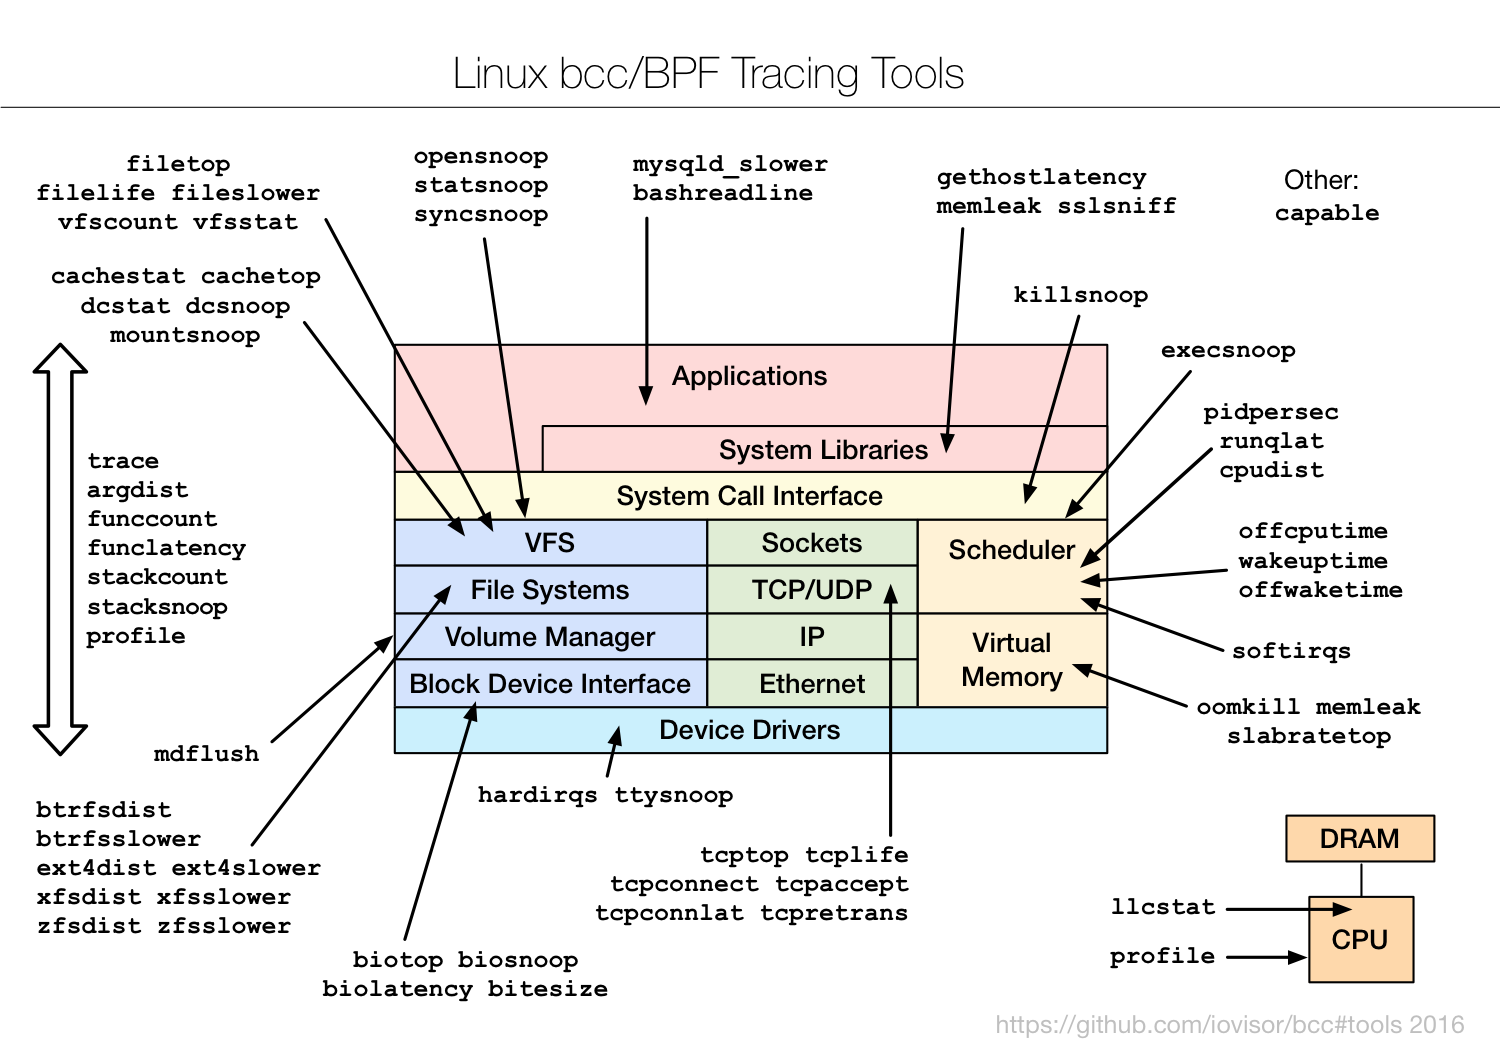 Linux bcc/BPF Tracing Tools
filetop
filelife fileslower
vfscount vfsstat
opensnoop
statsnoop
syncsnoop
mysqld_slower
bashreadline
gethostlatency
memleak sslsniff
Other:
capable
cachestat cachetop
dcstat dcsnoop
mountsnoop
killsnoop
execsnoop
pidpersec
runqlat
cpudist
offcputime
wakeuptime
offwaketime
softirqs
oomkill memleak
slabratetop
trace
argdist
funccount
funclatency
stackcount
stacksnoop
profile
Applications
System Libraries
System Call Interface
VFS
Sockets
Scheduler
File Systems
TCP/UDP
Volume Manager
IP
Virtual
Memory
Block Device Interface
Ethernet
Device Drivers
mdflush
hardirqs ttysnoop
btrfsdist
btrfsslower
ext4dist ext4slower
xfsdist xfsslower
zfsdist zfsslower
tcptop tcplife
tcpconnect tcpaccept
tcpconnlat tcpretrans
biotop biosnoop
biolatency bitesize
DRAM
llcstat
CPU
profile
https://github.com/iovisor/bcc#tools 2016